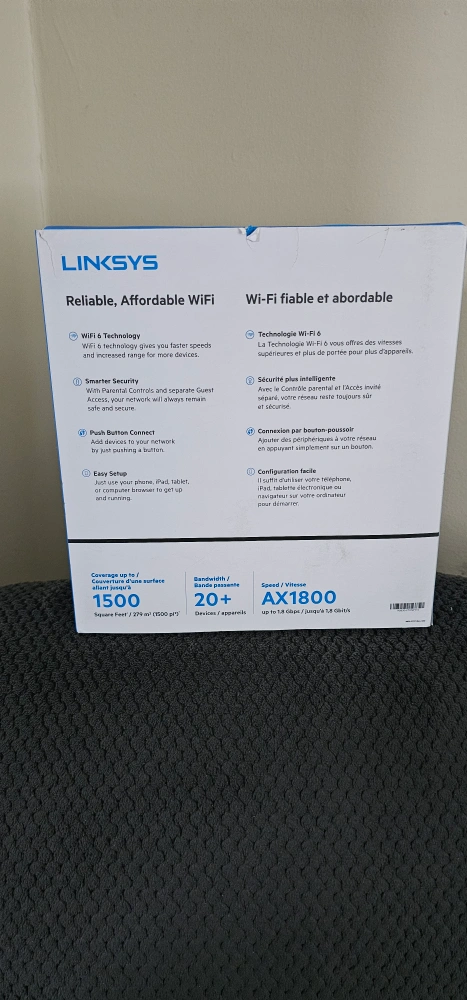 LINKSYS
Reliable, Affordable WiFi
WiFi 6 Technology
WiFi 6 technology gives you faster speeds
and increased range for more devices.
Smarter Security
With Parental Controls and separate Guest
Access, your network will always remain
safe and secure.
Push Button Connect
Add devices to your network
by just pushing a button.
Easy Setup
Just use your phone, iPad, tablet,
or computer browser to get up
and running.
Wi-Fi fiable et abordable
Technologie Wi-Fi 6
La Technologie Wi-Fi 6 vous offres des vitesses
supérieures et plus de portée pour plus d'appareils.
Sécurité plus intelligente
Avec le Contrôle parental et l'Accès invité
séparé, votre réseau reste toujours sûr
et sécurisé.
Connexion par bouton-poussoir
Ajouter des périphériques à votre réseau
en appuyant simplement sur un bouton.
Configuration facile
Il suffit d'utiliser votre téléphone,
iPad, tablette électronique ou
navigateur sur votre ordinateur
pour démarrer.
Coverage up to /
Couverture d'une surface
allant jusqu'à
1500
Square Feet / 279 m² (1500 pi²)
Bandwidth /
Bande passante
20+
Devices / appareils
Speed / Vitesse
AX1800
up to 1.8 Gbps / jusqu'à 1,8 Gbit/s